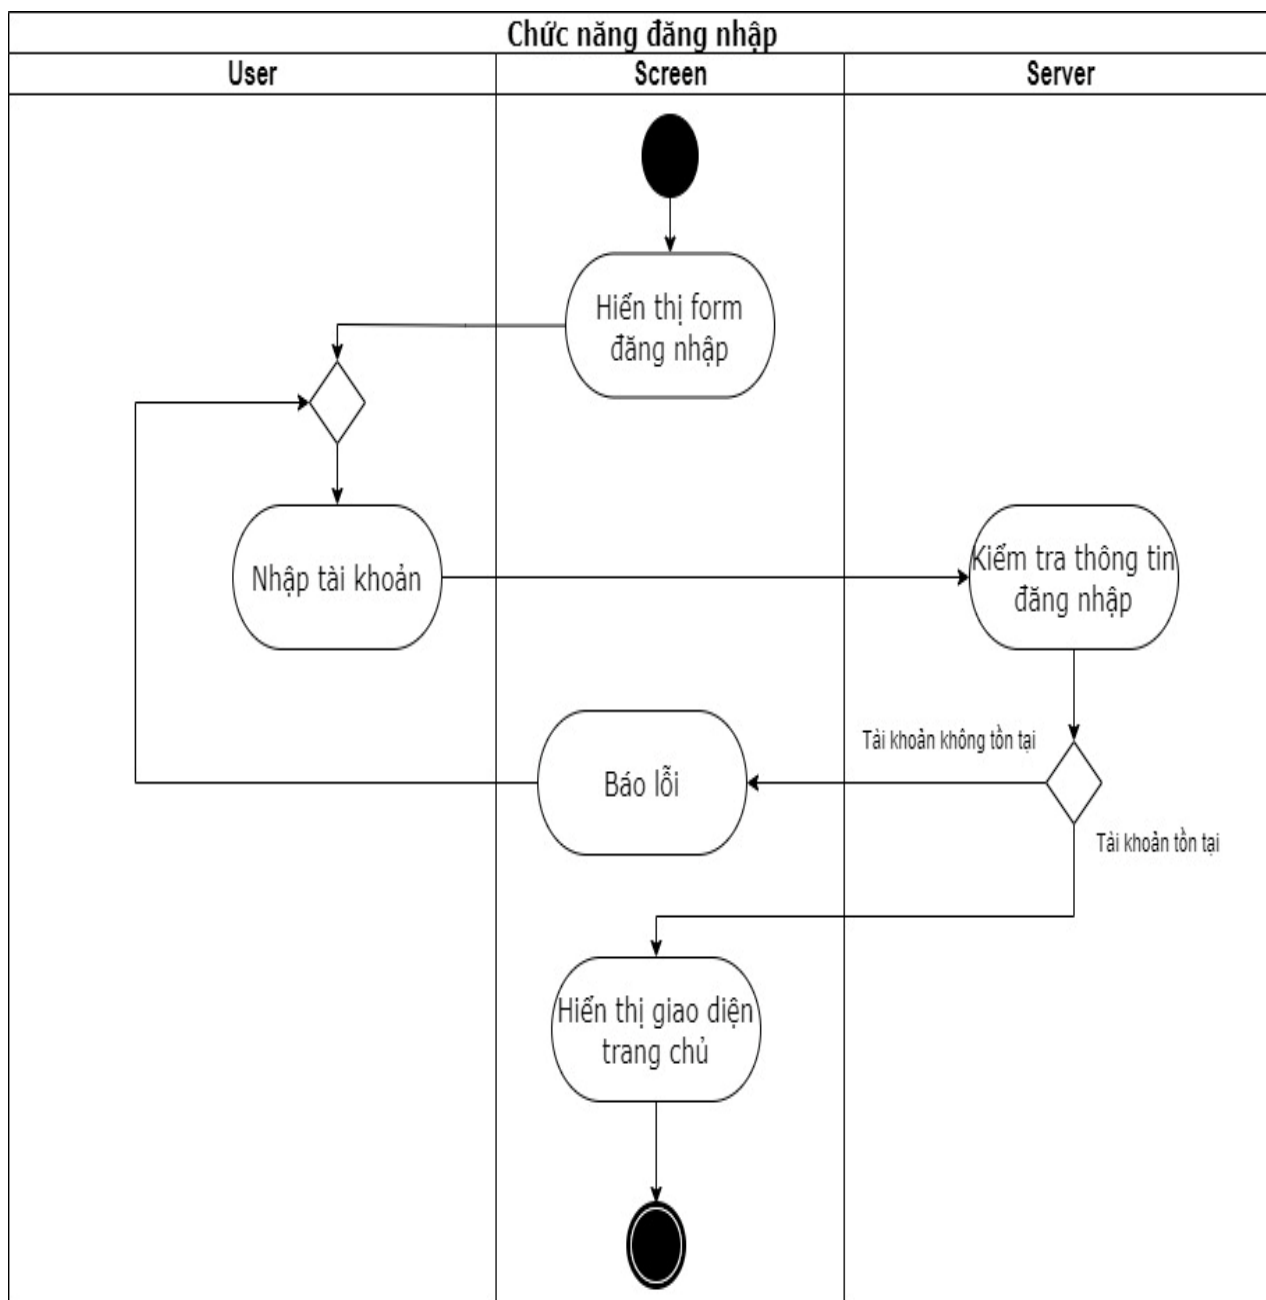 Chức năng đăng nhập
User
Screen
Server
Hiển thị form
đăng nhập
Nhập tài khoản
Kiểm tra thông tin
đăng nhập
Tài khoản không tồn tại
Báo lỗi
Tài khoản tồn tại
Hiển thị giao diện
trang chủ